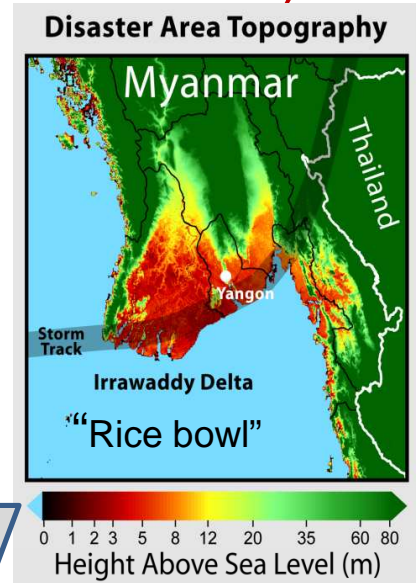 Disaster Area Topography
Myanmar
Thailand
Yangon
Storm
Track
Irrawaddy Delta
“Rice bowl”
7
0 1 2 3 5 8 12 20 35 60 80
Height Above Sea Level (m)